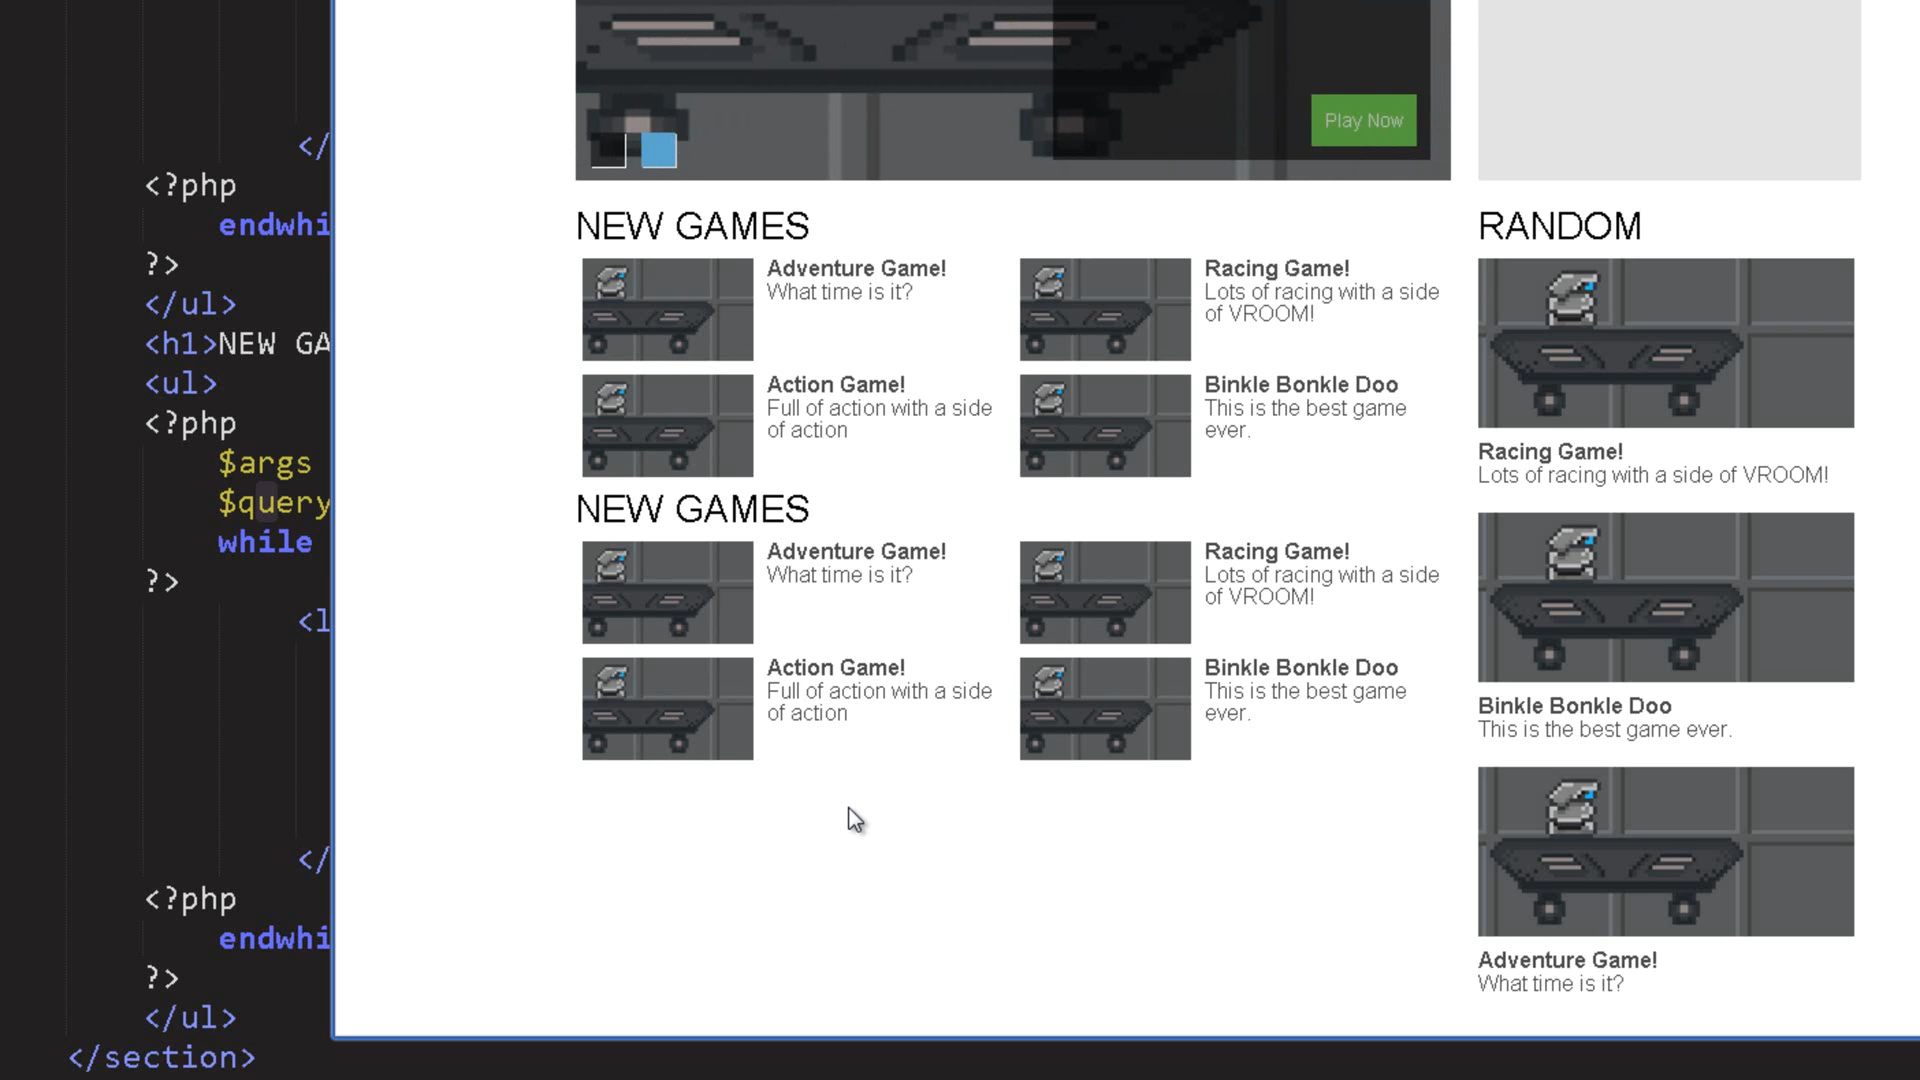 </
<?php
endwhi
?>
</ul>
<h1>NEW GA
<ul>
<?php
$args
$query
while
?>
<l
</
<?php
endwhi
?>
</ul>
</section>
Play Now
NEW GAMES
Adventure Game!
What time is it?
Racing Game!
Lots of racing with a side
of VROOM!
Action Game!
Full of action with a side
of action
Binkle Bonkle Doo
This is the best game
ever.
NEW GAMES
Adventure Game!
What time is it?
Racing Game!
Lots of racing with a side
of VROOM!
Action Game!
Full of action with a side
of action
Binkle Bonkle Doo
This is the best game
ever.
RANDOM
Racing Game!
Lots of racing with a side of VROOM!
Binkle Bonkle Doo
This is the best game ever.
Adventure Game!
What time is it?